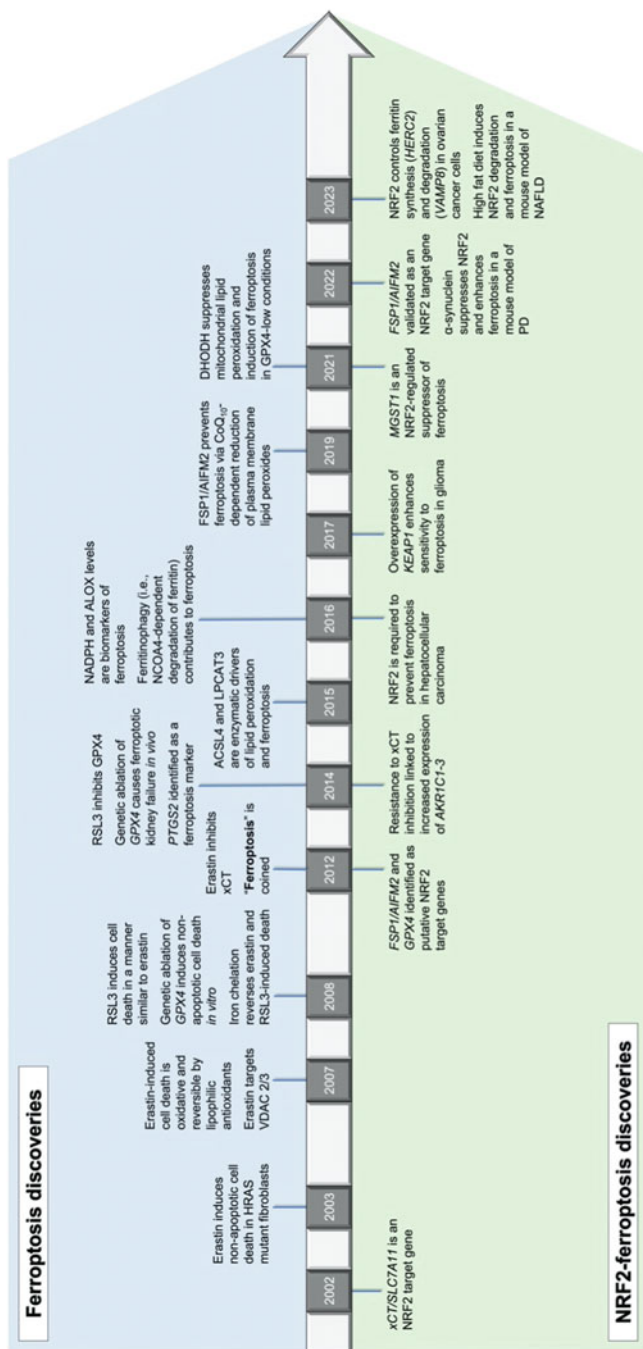 Ferroptosis discoveries
Erastin induces
non-apoptotic cell
death in HRAS
mutant fibroblasts
Erastin-induced
cell death is
oxidative and
reversible by
lipophilic
antioxidants
Erastin targets
VDAC 2/3
RSL3 induces cell
death in a manner
similar to erastin
Genetic ablation of
GPX4 induces non-
apoptotic cell death
in vitro
Iron chelation
reverses erastin and
RSL3-induced death
Erastin inhibits
xCT
"Ferroptosis" is
coined
RSL3 inhibits GPX4
Genetic ablation of
GPX4 causes ferroptotic
kidney failure in vivo
PTGS2 identified as a
ferroptosis marker
ACSL4 and LPCAT3
are enzymatic drivers
of lipid peroxidation
and ferroptosis
NADPH and ALOX levels
are biomarkers of
ferroptosis
Ferritinophagy (i.e.,
NCOA4-dependent
degradation of ferritin)
contributes to ferroptosis
FSP1/AIFM2 prevents
ferroptosis via CoQ10-
dependent reduction
of plasma membrane
lipid peroxides
DHODH suppresses
mitochondrial lipid
peroxidation and
induction of ferroptosis
in GPX4-low conditions
2002
2003
2007
2008
2012
2014
2015
2016
2017
2019
2021
2022
2023
xCT/SLC7A11 is an
NRF2 target gene
FSP1/AIFM2 and
GPX4 identified as
putative NRF2
target genes
Resistance to xCT
inhibition linked to
increased expression
of AKR1C1-3
NRF2 is required to
prevent ferroptosis
in hepatocellular
carcinoma
Overexpression of
KEAP1 enhances
sensitivity to
ferroptosis in glioma
MGST1 is an
NRF2-regulated
suppressor of
ferroptosis
FSP1/AIFM2
validated as an
NRF2 target gene
α-synuclein
suppresses NRF2
and enhances
ferroptosis in a
mouse model of
PD
NRF2 controls ferritin
synthesis (HERC2)
and degradation
(VAMP8) in ovarian
cancer cells
High fat diet induces
NRF2 degradation
and ferroptosis in a
mouse model of
NAFLD
NRF2-ferroptosis discoveries